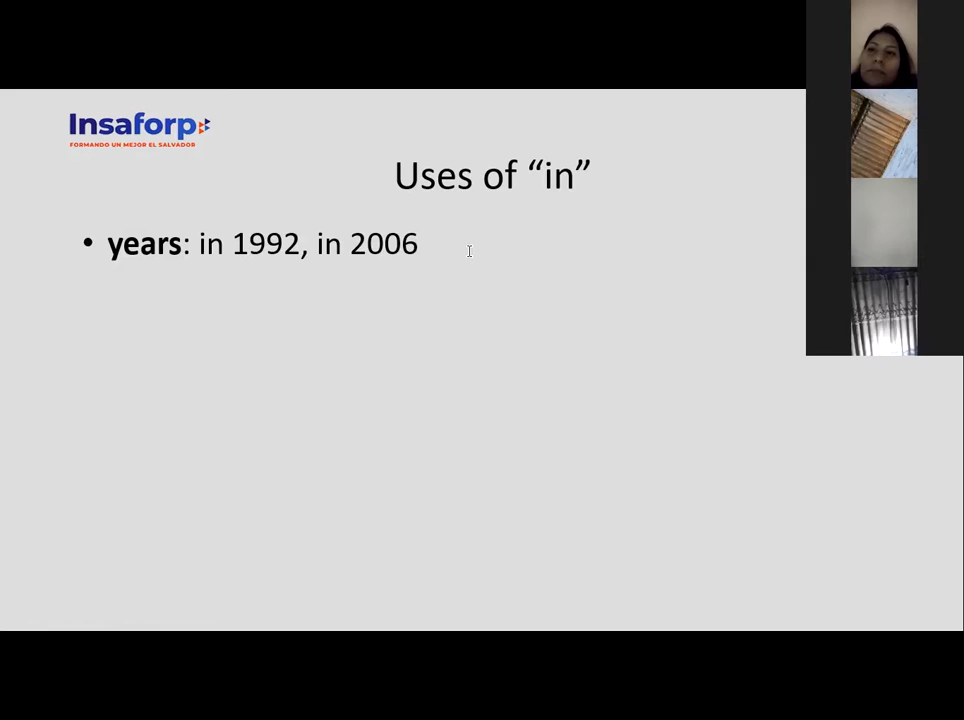 Insaforp
FORMANDO UN MEJOR EL SALVADOR
Uses of “in”
• years: in 1992, in 2006